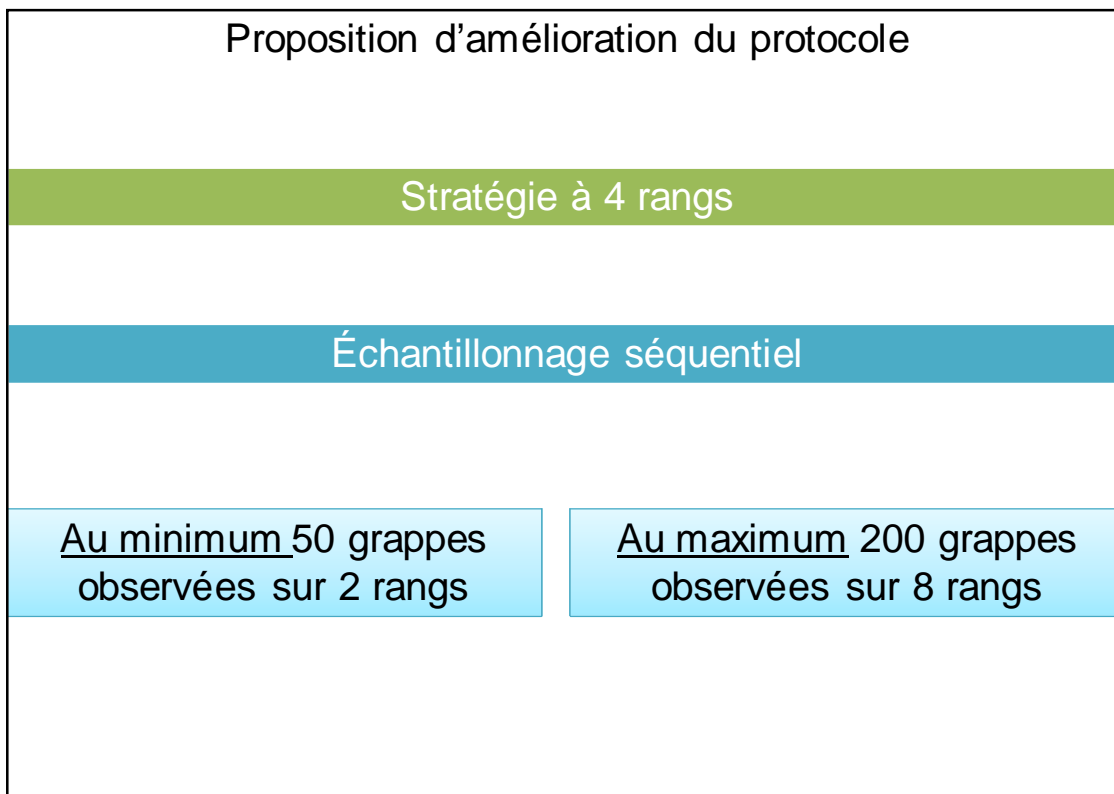 Proposition d’amélioration du protocole
Stratégie à 4 rangs
Échantillonnage séquentiel
Au minimum 50 grappes
observées sur 2 rangs
Au maximum 200 grappes
observées sur 8 rangs